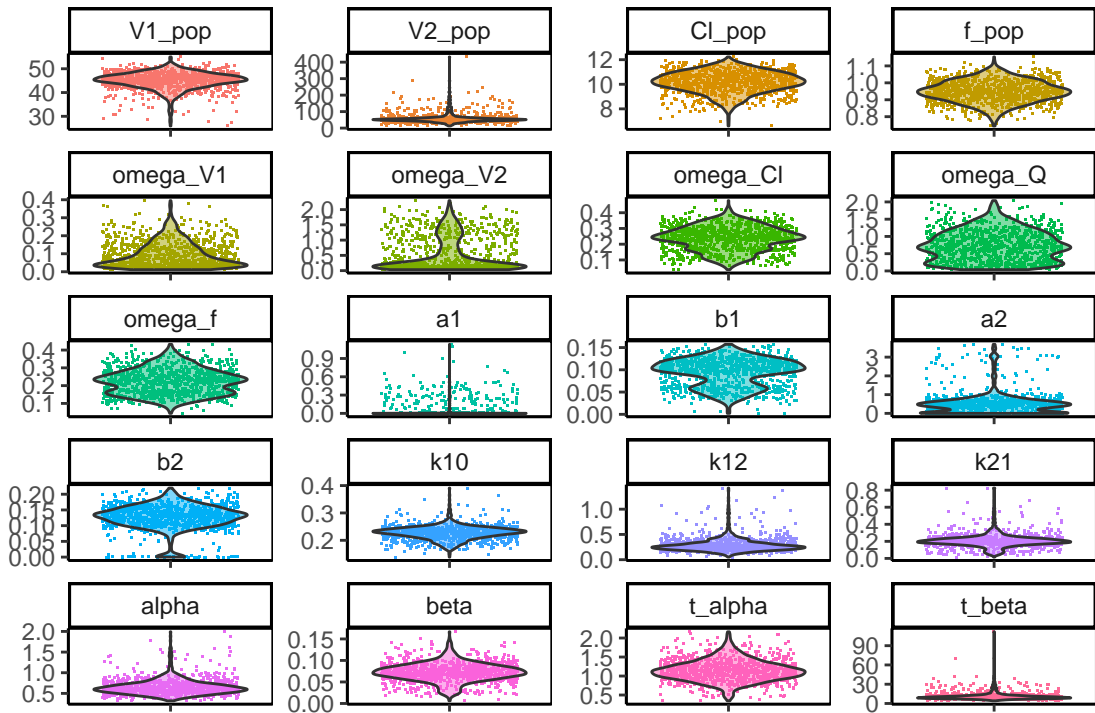 V1_pop V2_pop Cl_pop f_pop
50 40 30
400 300 200 100 0
12 10 8
1.1 1.0 0.9 0.8
omega_V1 omega_V2 omega_Cl omega_Q
0.4 0.3 0.2 0.1 0.0
2.0 1.5 1.0 0.5 0.0
0.4 0.3 0.2 0.1
2.0 1.5 1.0 0.5 0.0
omega_f a1 b1 a2
0.4 0.3 0.2 0.1
0.9 0.6 0.3 0.0
0.15 0.10 0.05 0.00
3 2 1 0
b2 k10 k12 k21
0.20 0.15 0.10 0.05 0.00
0.4 0.3 0.2
1.0 0.5 0.0
0.8 0.6 0.4 0.2 0.0
alpha beta t_alpha t_beta
2.0 1.5 1.0 0.5
0.15 0.10 0.05 0.00
2.0 1.5 1.0 0.5
90 60 30 0